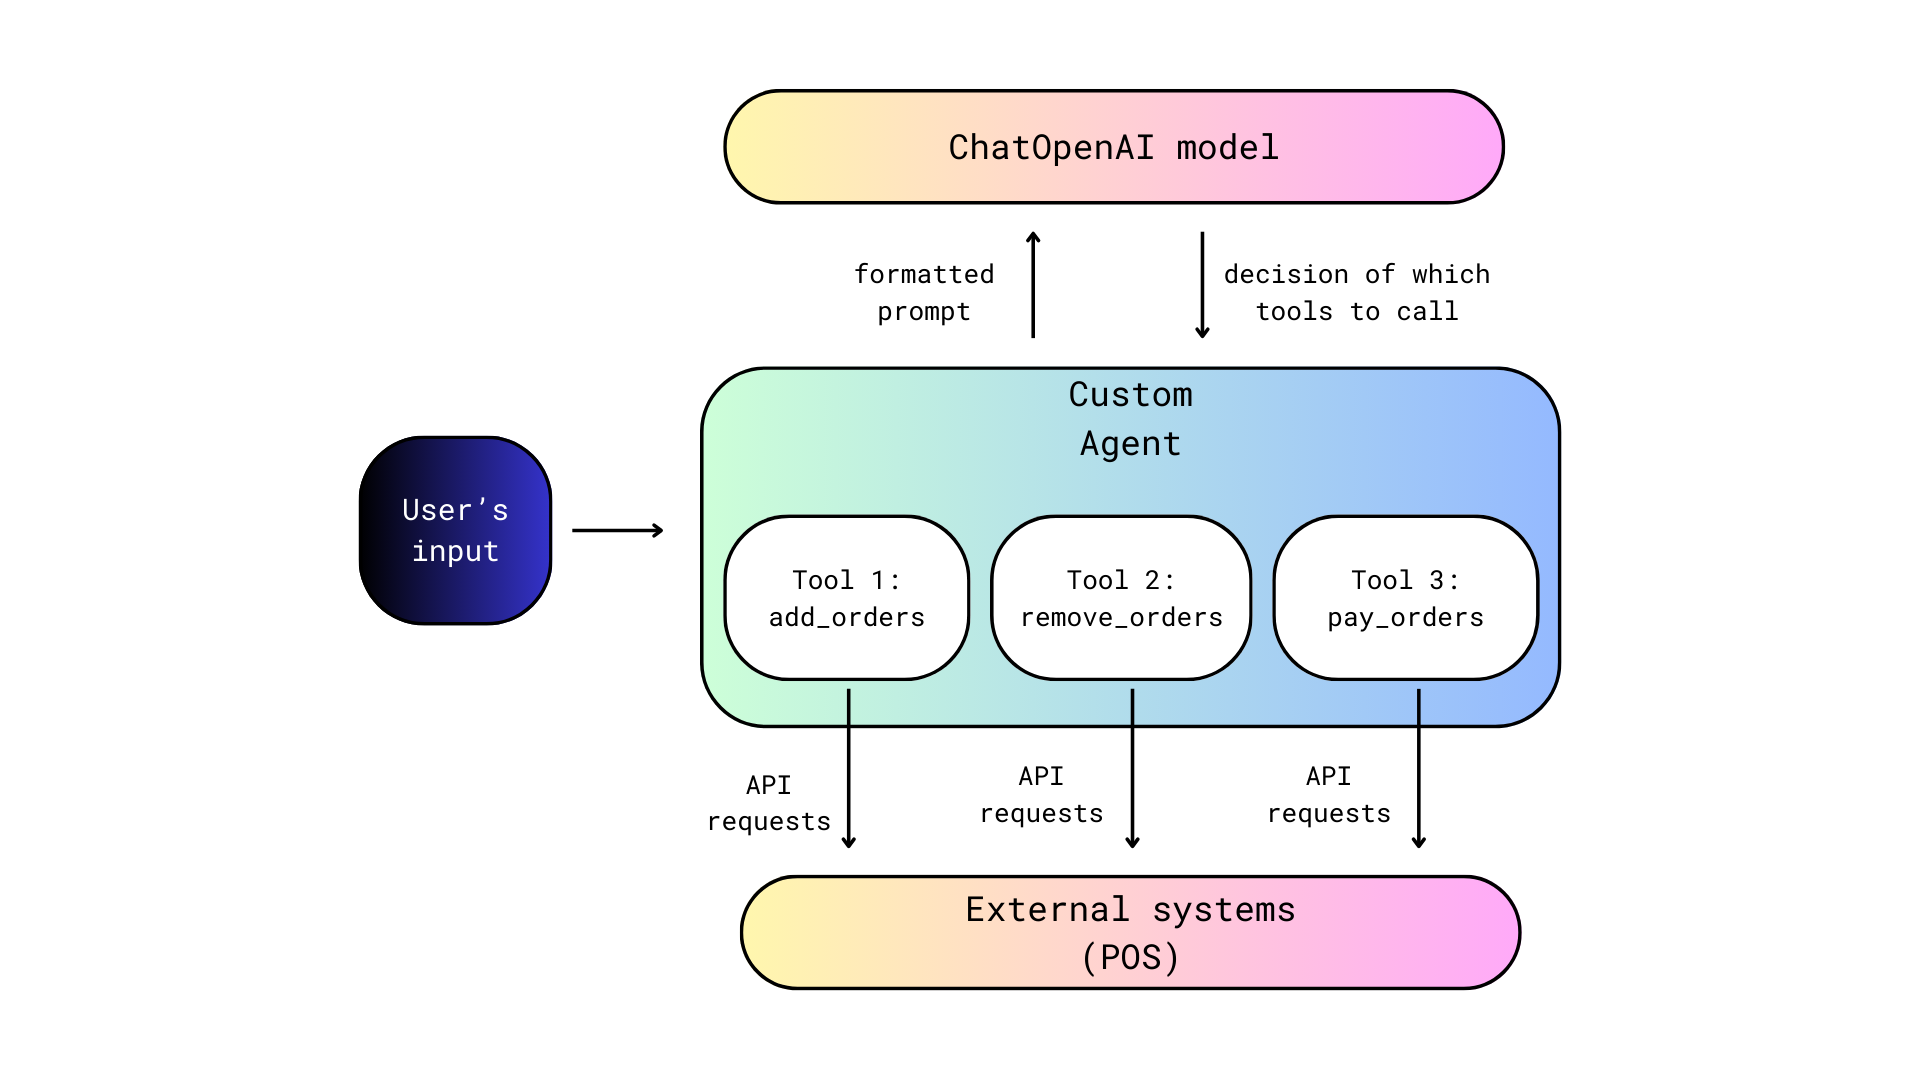 ChatOpenAI model
formatted
prompt
decision of which
tools to call
Custom
Agent
User’s
input
Tool 1:
add_orders
Tool 2:
remove_orders
Tool 3:
pay_orders
API
requests
API
requests
API
requests
External systems
(POS)